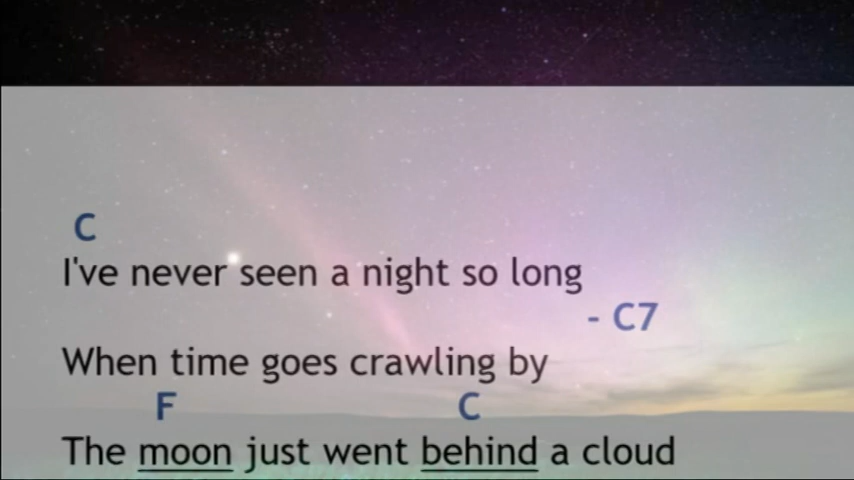 C
I've never seen a night so long
- C7
When time goes crawling by
F C
The moon just went behind a cloud